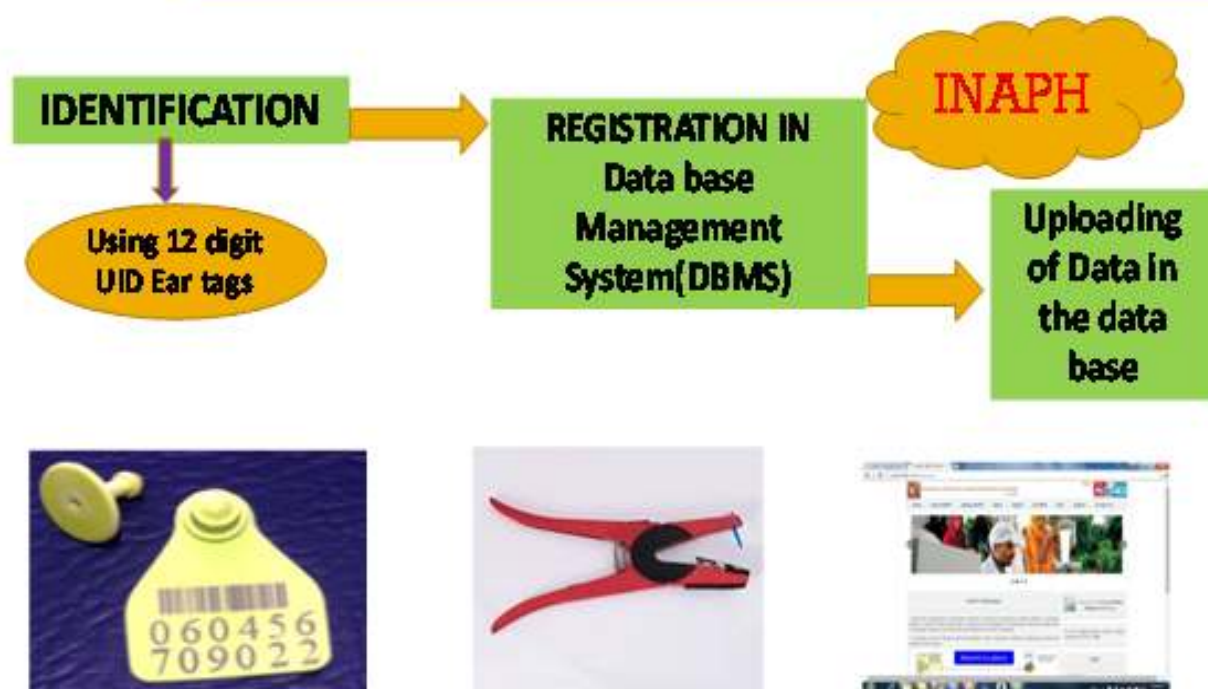 IDENTIFICATION
Using 12 digit
UID Ear tags
REGISTRATION IN
Data base
Management
System(DBMS)
INAPH
Uploading
of Data in
the data
base
060456
709022